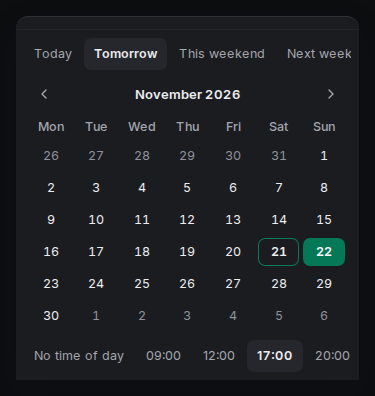 Today Tomorrow This weekend Next week
November 2026
Mon Tue Wed Thu Fri Sat Sun
26 27 28 29 30 31 1
2 3 4 5 6 7 8
9 10 11 12 13 14 15
16 17 18 19 20 21 22
23 24 25 26 27 28 29
30 1 2 3 4 5 6
No time of day 09:00 12:00 17:00 20:00